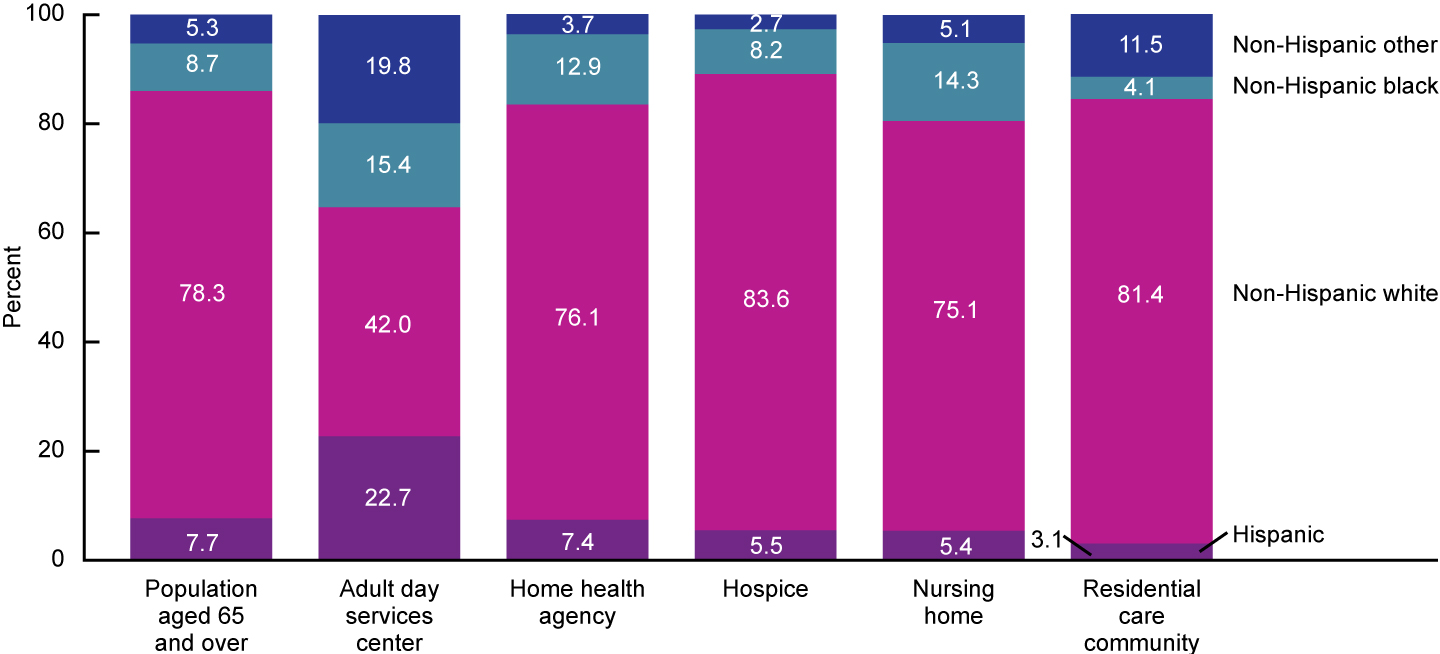 100
80
60
40
20
0
Percent
5.3
8.7
78.3
7.7
19.8
15.4
42.0
22.7
3.7
12.9
76.1
7.4
2.7
8.2
83.6
5.5
5.1
14.3
75.1
5.4
11.5
4.1
81.4
3.1
Non-Hispanic other
Non-Hispanic black
Non-Hispanic white
Hispanic
Population
aged 65
and over
Adult day
services
center
Home health
agency
Hospice
Nursing
home
Residential
care
community